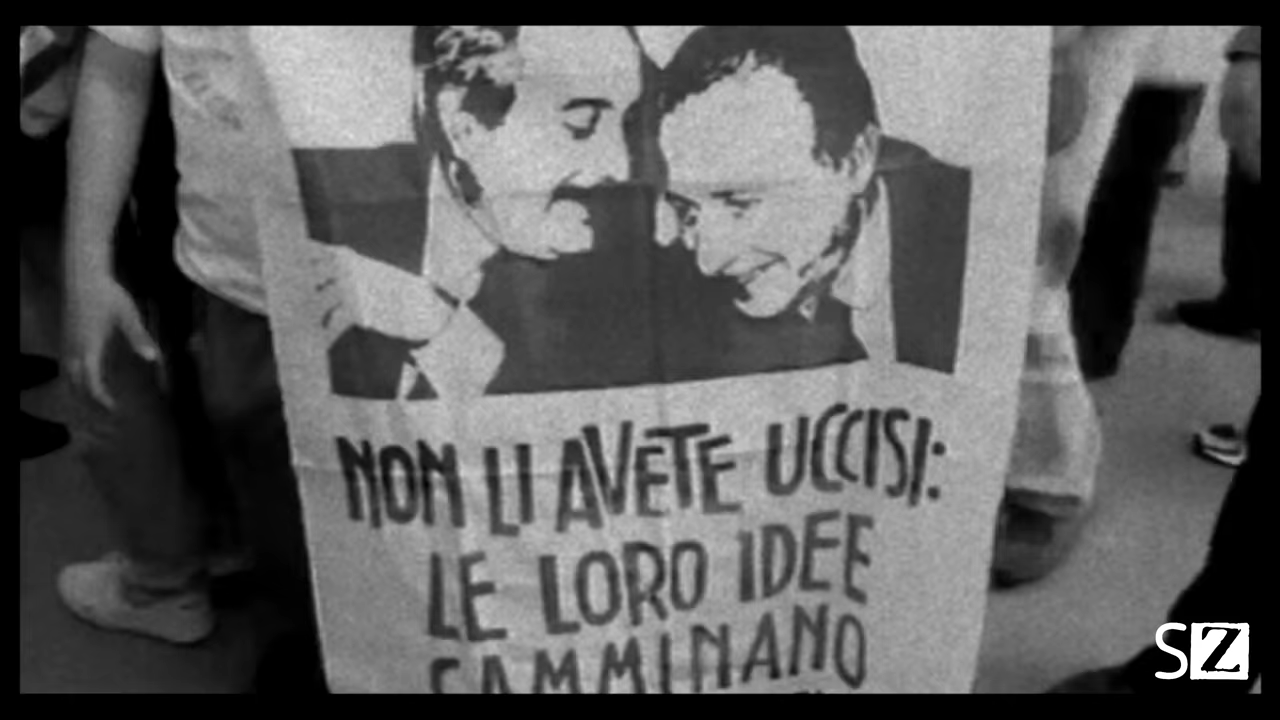 NON LI AVETE UCCISI:
LE LORO IDEE
CAMMINANO
SZ